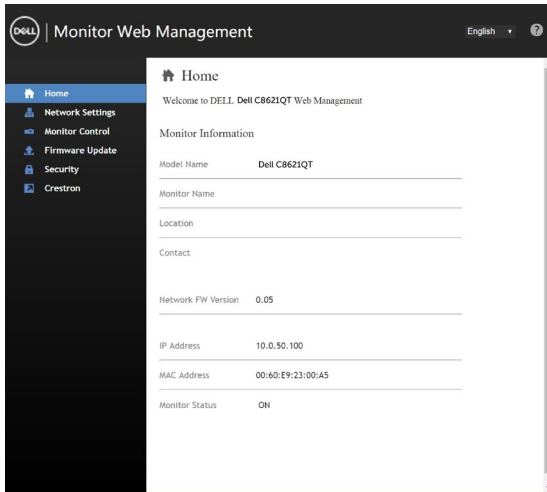 DELL | Monitor Web Management
English
?
Home
Network Settings
Monitor Control
Firmware Update
Security
Crestron
Home
Welcome to DELL Dell C8621QT Web Management
Monitor Information
Model Name Dell C8621QT
Monitor Name
Location
Contact
Network FW Version 0.05
IP Address 10.0.50.100
MAC Address 00:60:E9:23:00:A5
Monitor Status ON